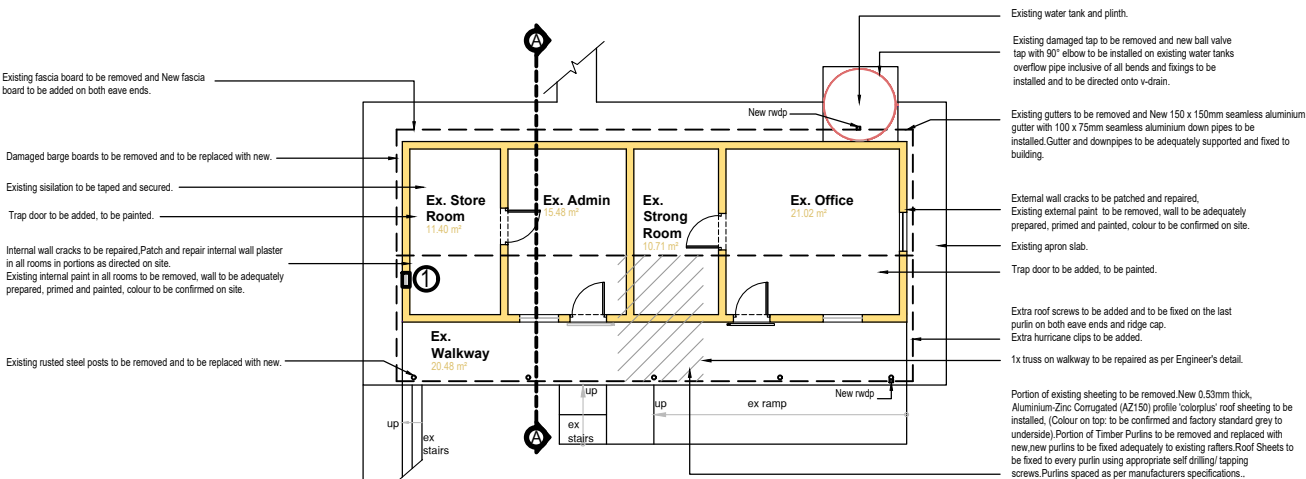 Existing fascia board to be removed and New fascia
board to be added on both eave ends.
Damaged barge boards to be removed and to be replaced with new.
Existing sisilation to be taped and secured.
Trap door to be added, to be painted.
Internal wall cracks to be repaired,Patch and repair internal wall plaster
in all rooms in portions as directed on site.
Existing internal paint in all rooms to be removed, wall to be adequately
prepared, primed and painted, colour to be confirmed on site.
Existing rusted steel posts to be removed and to be replaced with new.
A
New rwdp
Ex. Store
Room
11.40 m²
Ex. Admin
15.48 m²
Ex.
Strong
Room
10.71 m²
Ex. Office
21.02 m²
1
Ex.
Walkway
20.48 m²
New rwdp
up
ex
stairs
up
ex
stairs
up
ex ramp
A
Existing water tank and plinth.
Existing damaged tap to be removed and new ball valve
tap with 90° elbow to be installed on existing water tanks
overflow pipe inclusive of all bends and fixings to be
installed and to be directed onto v-drain.
Existing gutters to be removed and New 150 x 150mm seamless aluminium
gutter with 100 x 75mm seamless aluminium down pipes to be
installed.Gutter and downpipes to be adequately supported and fixed to
building.
External wall cracks to be patched and repaired,
Existing external paint to be removed, wall to be adequately
prepared, primed and painted, colour to be confirmed on site.
Existing apron slab.
Trap door to be added, to be painted.
Extra roof screws to be added and to be fixed on the last
purlin on both eave ends and ridge cap.
Extra hurricane clips to be added.
1x truss on walkway to be repaired as per Engineer's detail.
Portion of existing sheeting to be removed.New 0.53mm thick,
Aluminium-Zinc Corrugated (AZ150) profile 'colorplus' roof sheeting to be
installed, (Colour on top: to be confirmed and factory standard grey to
underside).Portion of Timber Purlins to be removed and replaced with
new,new purlins to be fixed adequately to existing rafters.Roof Sheets to
be fixed to every purlin using appropriate self drilling/ tapping
screws.Purlins spaced as per manufacturers specifications..